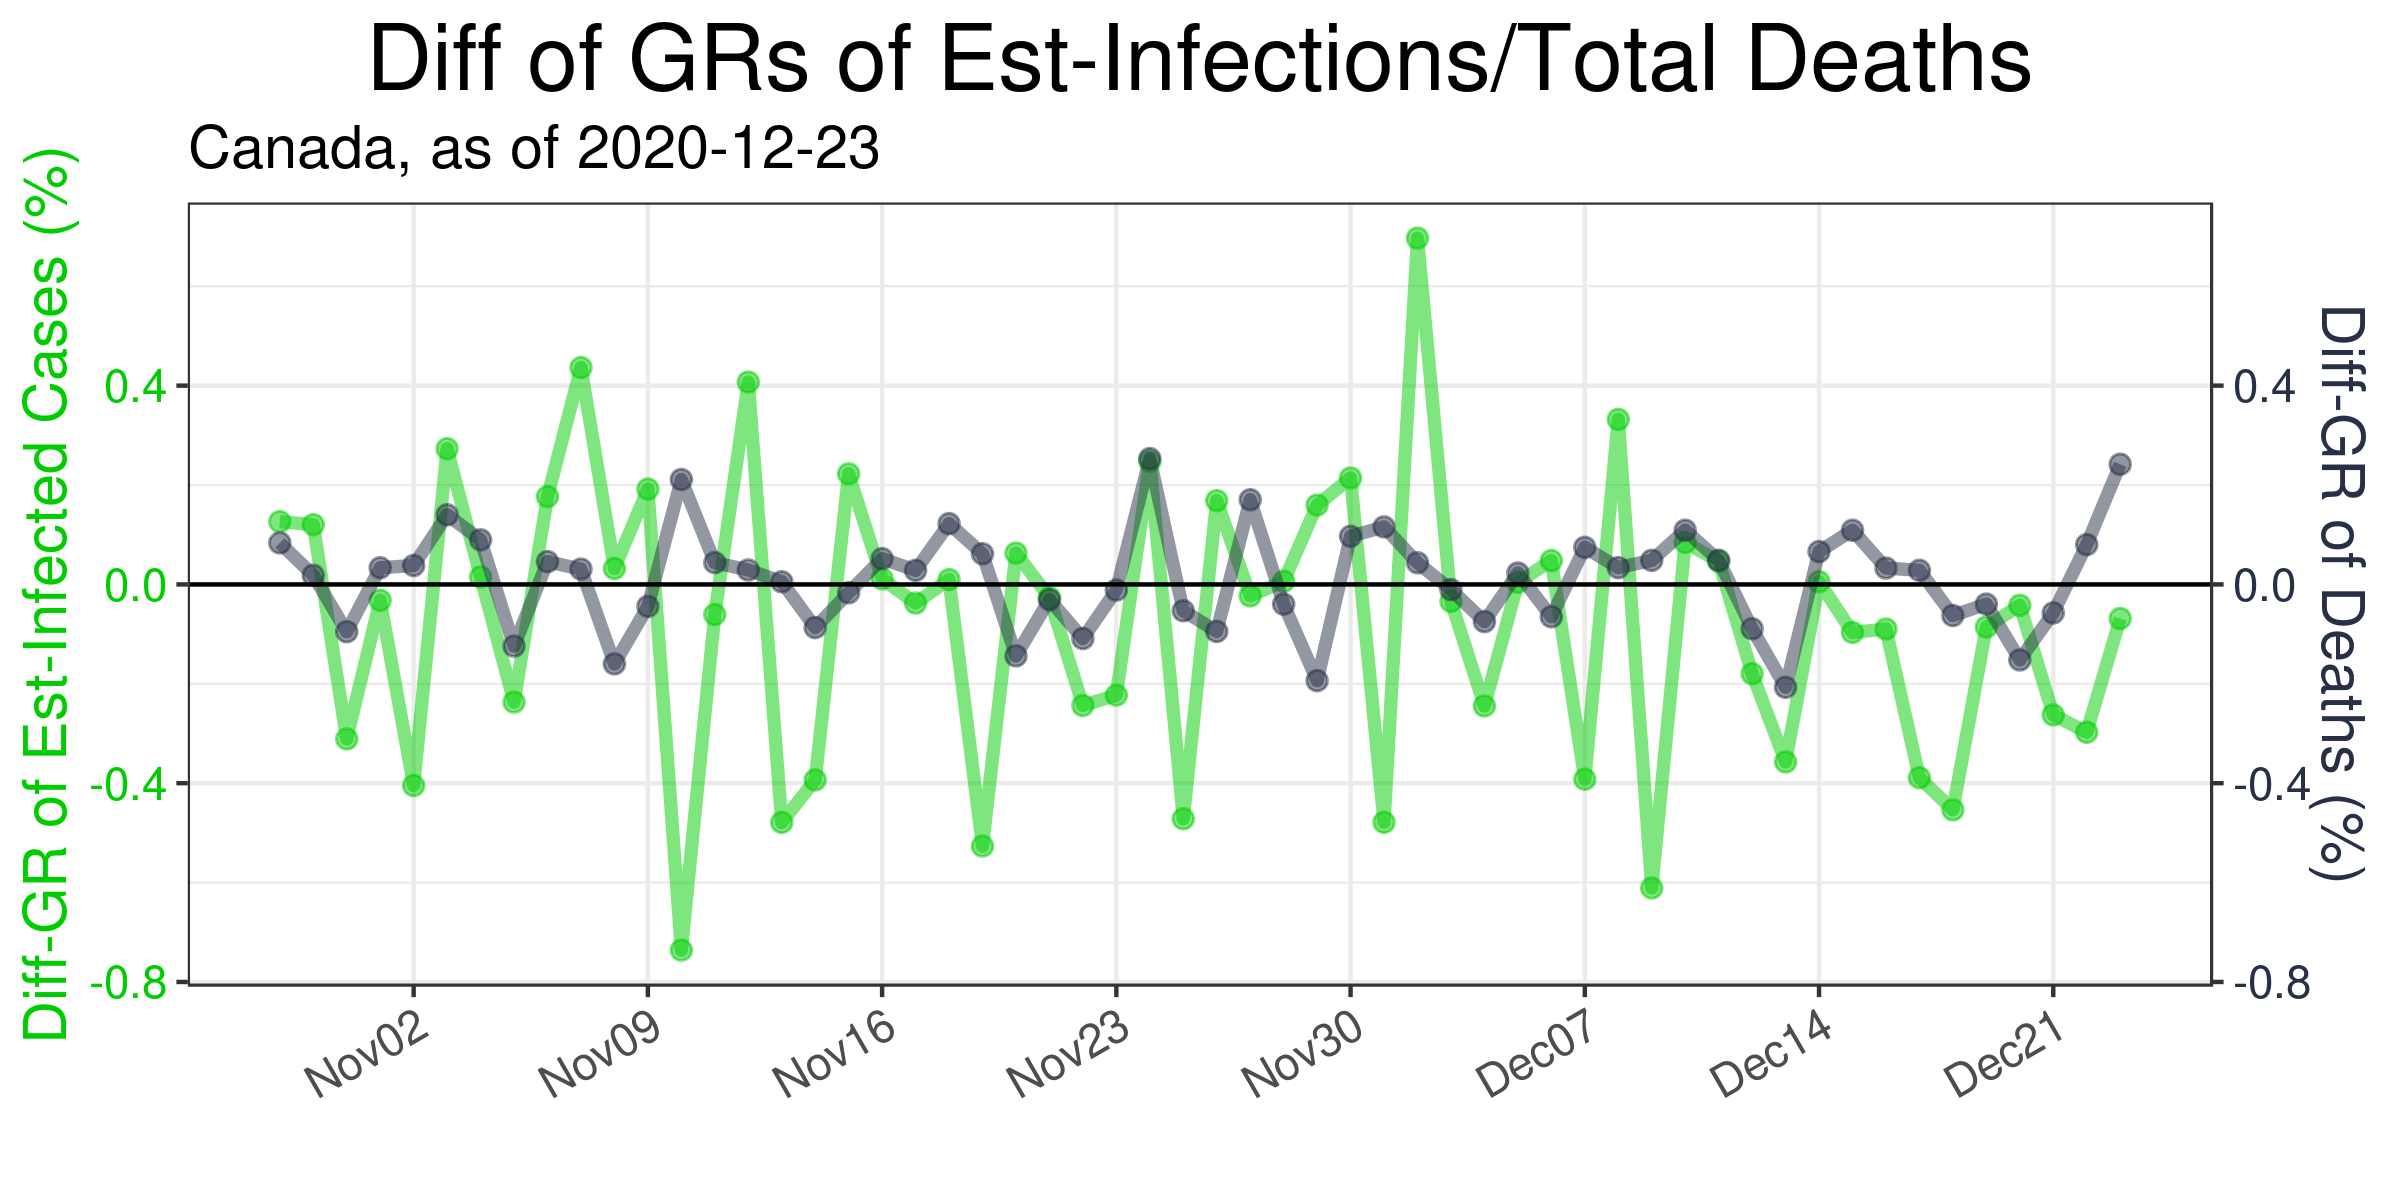 Diff of GRs of Est-Infections/Total Deaths
Canada, as of 2020-12-23
Diff-GR of Est-Infected Cases (%)
0.4
0.0
-0.4
-0.8
0.4
0.0
-0.4
-0.8
Diff-GR of Deaths (%)
Nov02
Nov09
Nov16
Nov23
Nov30
Dec07
Dec14
Dec21